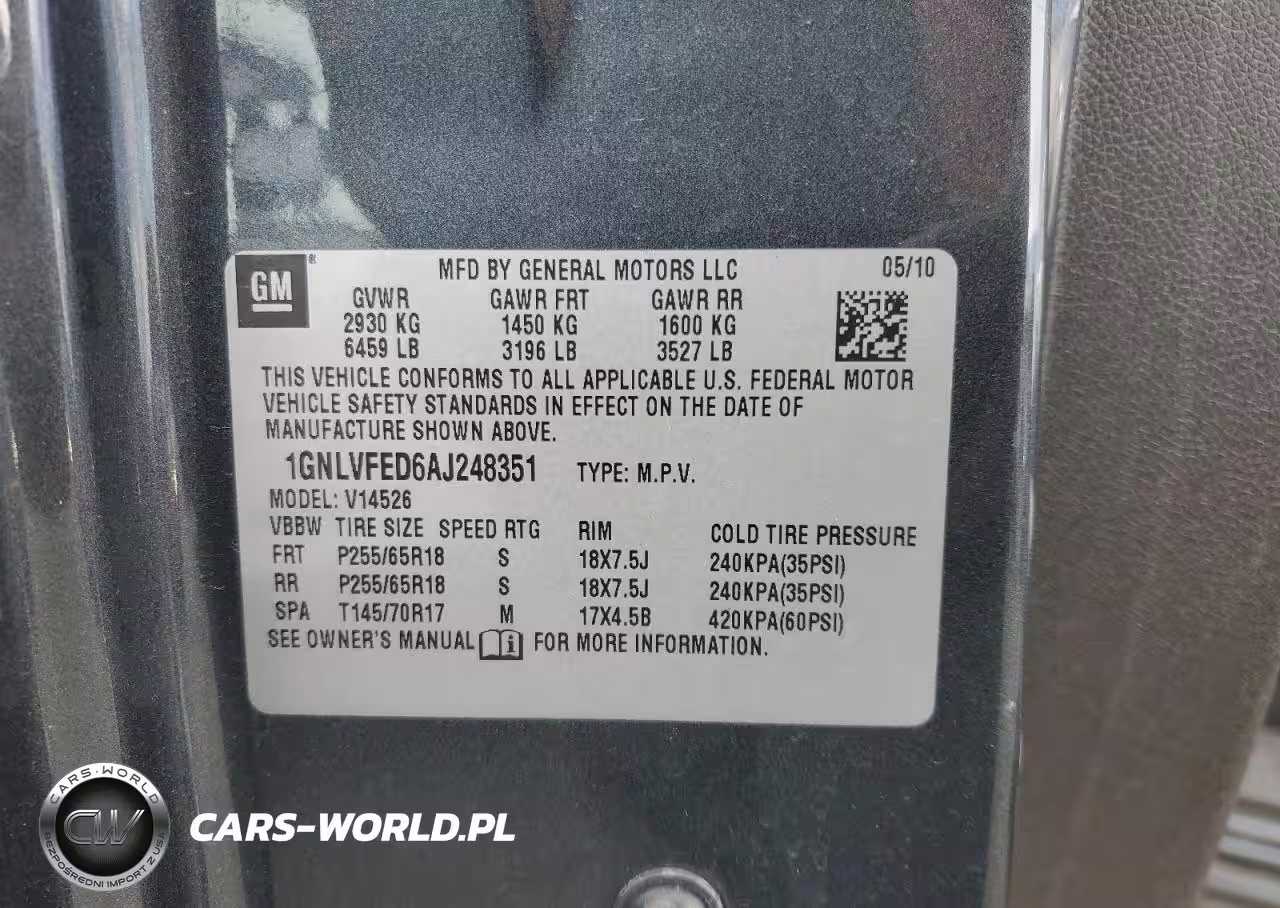 GM®
MFD BY GENERAL MOTORS LLC 05/10
GVWR GAWR FRT GAWR RR
2930 KG 1450 KG 1600 KG
6459 LB 3196 LB 3527 LB
THIS VEHICLE CONFORMS TO ALL APPLICABLE U.S. FEDERAL MOTOR
VEHICLE SAFETY STANDARDS IN EFFECT ON THE DATE OF
MANUFACTURE SHOWN ABOVE.
1GNLVFED6AJ248351 TYPE: M.P.V.
MODEL: V14526
VBBW TIRE SIZE SPEED RTG RIM COLD TIRE PRESSURE
FRT P255/65R18 S 18X7.5J 240KPA(35PSI)
RR P255/65R18 S 18X7.5J 240KPA(35PSI)
SPA T145/70R17 M 17X4.5B 420KPA(60PSI)
SEE OWNER'S MANUAL i FOR MORE INFORMATION.
CARS-WORLD
CW
BEZPOŚREDNI IMPORT Z USA
CARS-WORLD.PL